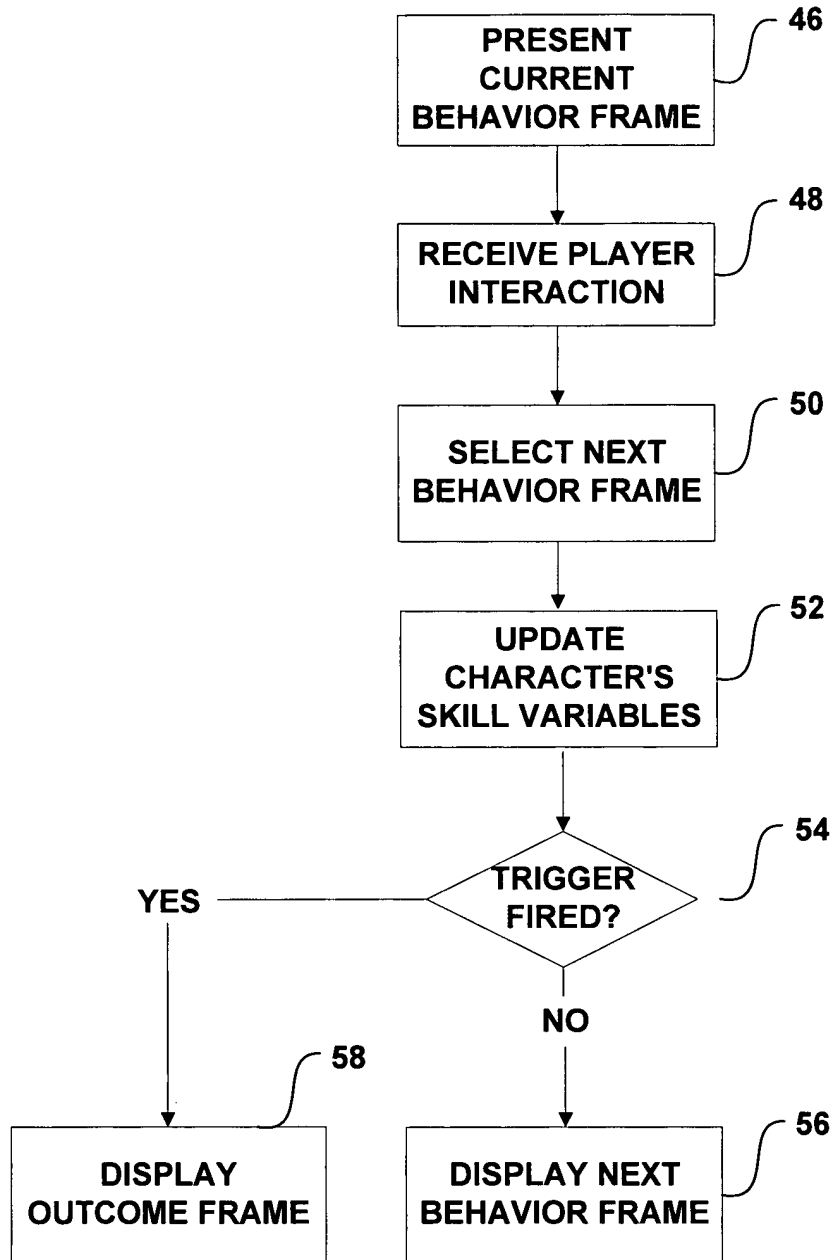 46
PRESENT
CURRENT
BEHAVIOR FRAME
48
RECEIVE PLAYER
INTERACTION
50
SELECT NEXT
BEHAVIOR FRAME
52
UPDATE
CHARACTER'S
SKILL VARIABLES
54
TRIGGER
FIRED?
YES
NO
58
DISPLAY
OUTCOME FRAME
56
DISPLAY NEXT
BEHAVIOR FRAME